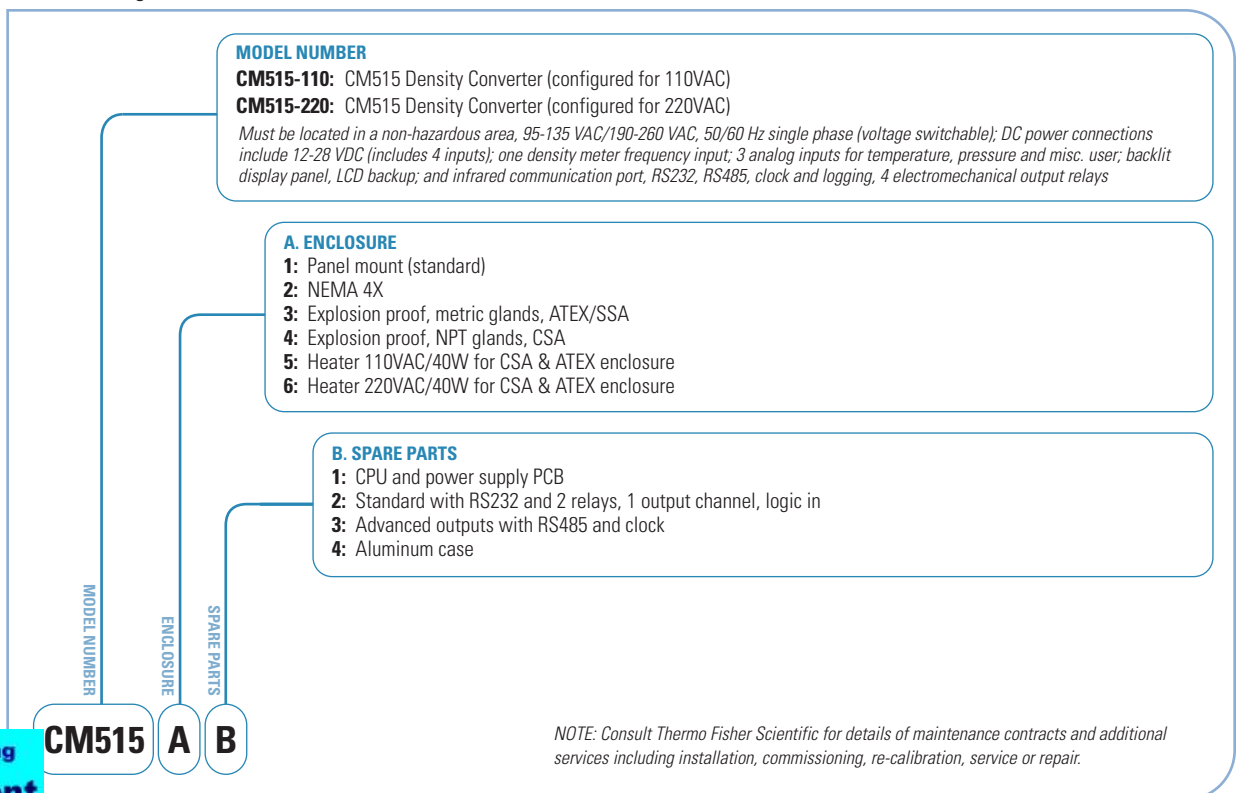 MODEL NUMBER
CM515-110: CM515 Density Converter (configured for 110VAC)
CM515-220: CM515 Density Converter (configured for 220VAC)
Must be located in a non-hazardous area, 95-135 VAC/190-260 VAC, 50/60 Hz single phase (voltage switchable); DC power connections
include 12-28 VDC (includes 4 inputs); one density meter frequency input; 3 analog inputs for temperature, pressure and misc. user; backlit
display panel, LCD backup; and infrared communication port, RS232, RS485, clock and logging, 4 electromechanical output relays
A. ENCLOSURE
1: Panel mount (standard)
2: NEMA 4X
3: Explosion proof, metric glands, ATEX/SSA
4: Explosion proof, NPT glands, CSA
5: Heater 110VAC/40W for CSA & ATEX enclosure
6: Heater 220VAC/40W for CSA & ATEX enclosure
B. SPARE PARTS
1: CPU and power supply PCB
2: Standard with RS232 and 2 relays, 1 output channel, logic in
3: Advanced outputs with RS485 and clock
4: Aluminum case
MODEL NUMBER
ENCLOSURE
SPARE PARTS
CM515 A B
NOTE: Consult Thermo Fisher Scientific for details of maintenance contracts and additional
services including installation, commissioning, re-calibration, service or repair.